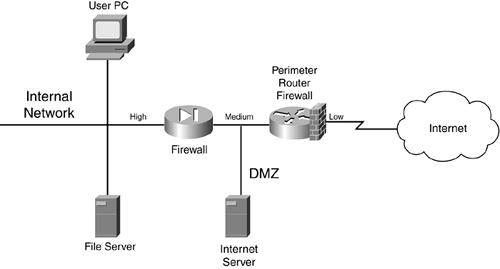 User PC
Perimeter
Router
Firewall
Internal
Network
High
Medium
Low
Internet
Firewall
DMZ
File Server
Internet
Server